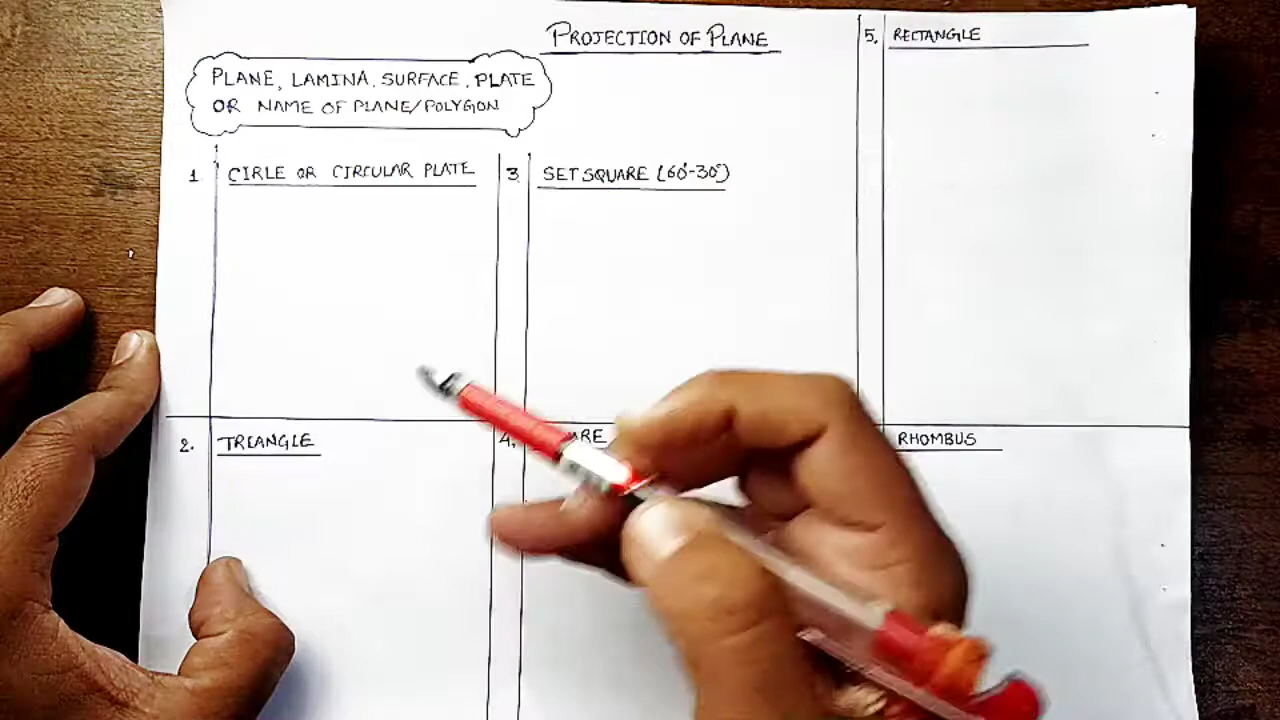 PROJECTION OF PLANE
PLANE, LAMINA, SURFACE, PLATE
OR NAME OF PLANE/POLYGON
1. CIRLE OR CIRCULAR PLATE
2. TRIANGLE
3. SET SQUARE (60°-30°)
4.
5. RECTANGLE
RHOMBUS